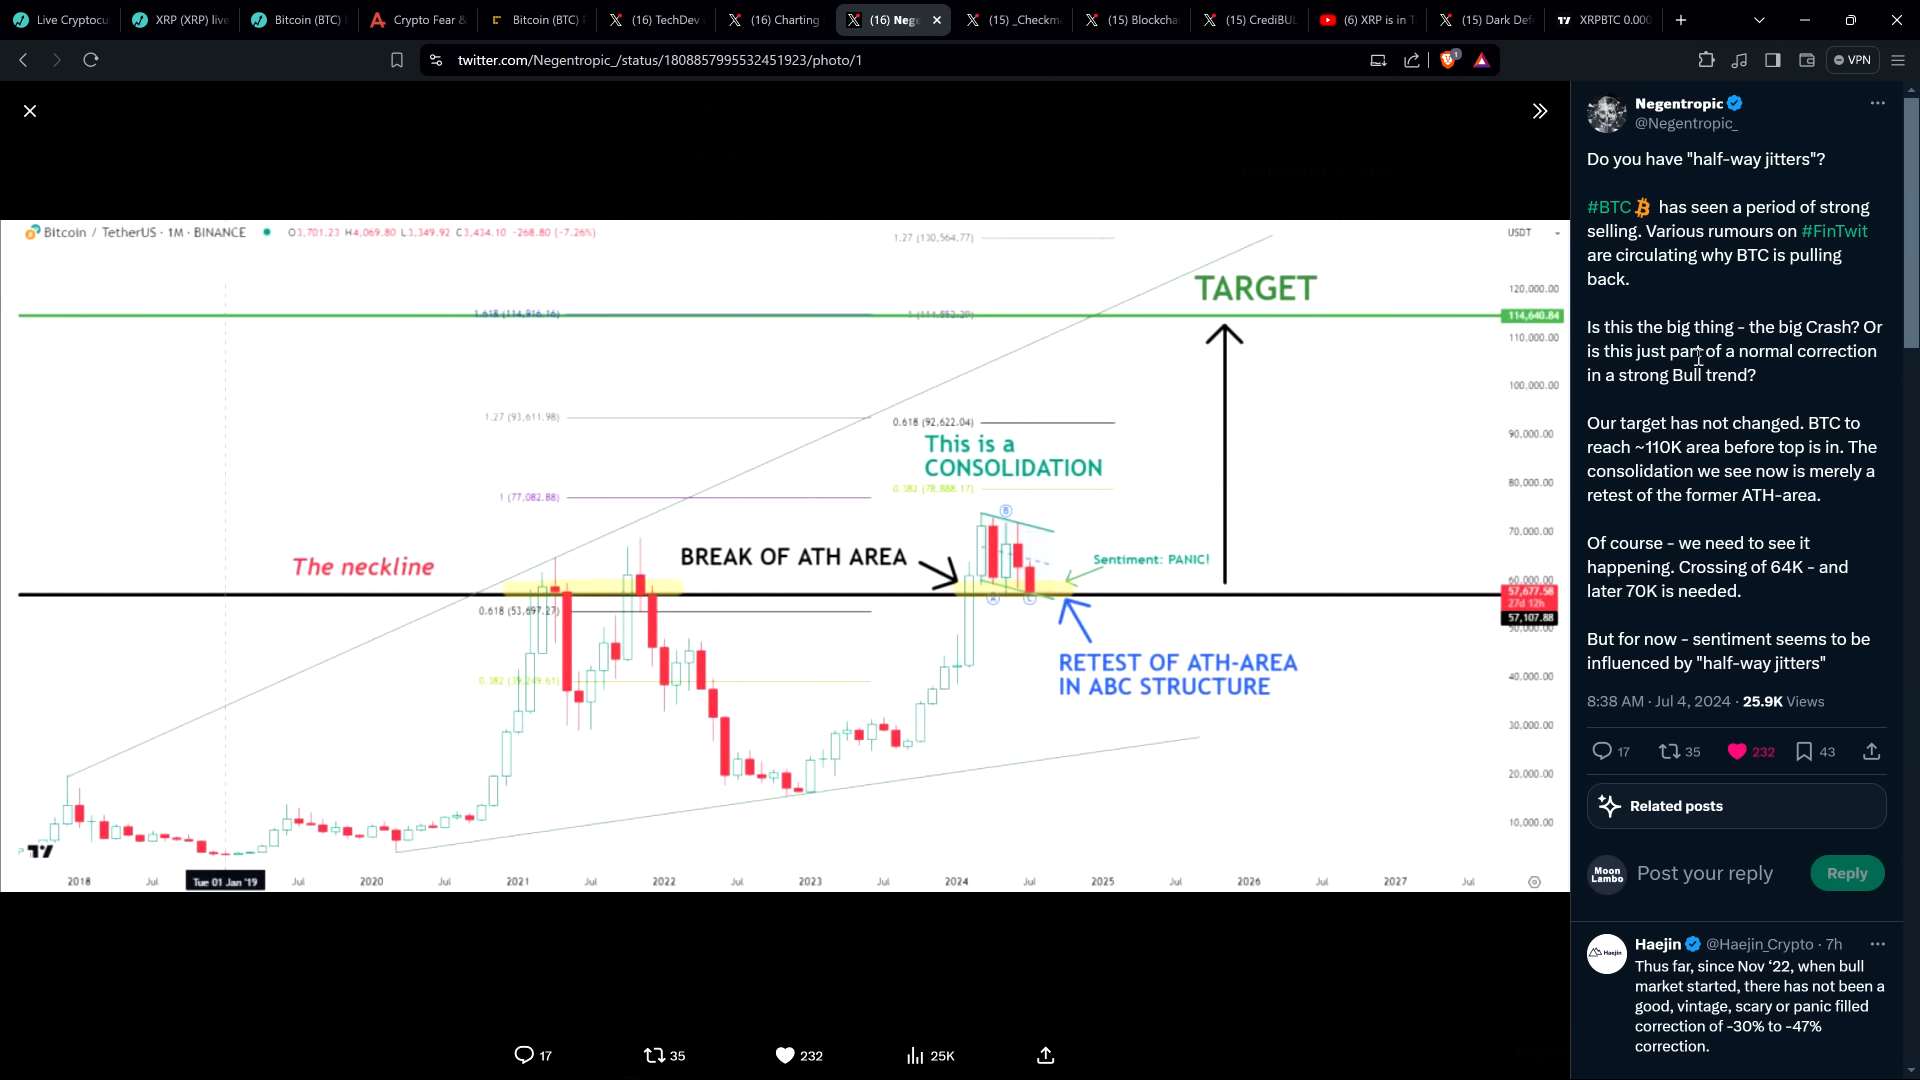 Live Cryptocu
XRP (XRP) live
Bitcoin (BTC)
Crypto Fear &
Bitcoin (BTC)
(16) TechDev
(16) Charting
(16) Nege
(15) _Checkm
(15) Blockcha
(15) CrediBUL
(6) XRP is in T
(15) Dark Def
XRPBTC 0.000
twitter.com/Negentropic_/status/1808857995532451923/photo/1
1
VPN
Bitcoin / TetherUS · 1M · BINANCE
O3,701.23 H4,069.80 L3,349.92 C3,434.10 -268.80 (-7.26%)
1.27 (130,564.77)
USDT
TARGET
120,000.00
1.618 (114,916.16)
114,640.84
110,000.00
100,000.00
1.27 (93,611.98)
0.618 (92,622.04)
90,000.00
This is a
CONSOLIDATION
1 (77,082.88)
0.382 (78,888.17)
80,000.00
B
70,000.00
The neckline
BREAK OF ATH AREA
Sentiment: PANIC!
60,000.00
57,677.58
27d 12h
57,107.88
50,000.00
A
C
0.618 (53,697.27)
RETEST OF ATH-AREA
IN ABC STRUCTURE
0.382 (39,249.61)
40,000.00
30,000.00
20,000.00
10,000.00
2018
Jul
Tue 01 Jan '19
Jul
2020
Jul
2021
Jul
2022
Jul
2023
Jul
2024
Jul
2025
Jul
2026
Jul
2027
Jul
17
35
232
25K
Negentropic
@Negentropic_
Do you have "half-way jitters"?
#BTC has seen a period of strong
selling. Various rumours on #FinTwit
are circulating why BTC is pulling
back.
Is this the big thing - the big Crash? Or
is this just part of a normal correction
in a strong Bull trend?
Our target has not changed. BTC to
reach ~110K area before top is in. The
consolidation we see now is merely a
retest of the former ATH-area.
Of course - we need to see it
happening. Crossing of 64K - and
later 70K is needed.
But for now - sentiment seems to be
influenced by "half-way jitters"
8:38 AM · Jul 4, 2024 · 25.9K Views
17
35
232
43
Related posts
Moon
Lambo
Post your reply
Reply
Haejin
Haejin @Haejin_Crypto · 7h
Thus far, since Nov ‘22, when bull
market started, there has not been a
good, vintage, scary or panic filled
correction of -30% to -47%
correction.